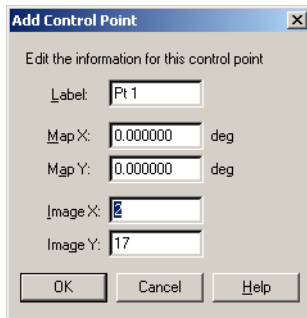 Add Control Point
Edit the information for this control point
Label: Pt 1
Map X: 0.000000 deg
Map Y: 0.000000 deg
Image X: 2
Image Y: 17
OK Cancel Help